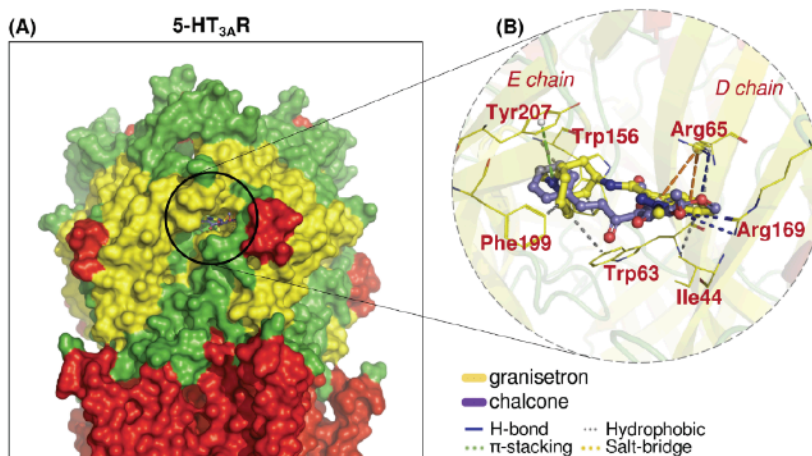 (A)
5-HT3AR
(B)
E chain
D chain
Tyr207
Trp156
Arg65
Phe199
Trp63
Arg169
Ile44
granisetron
chalcone
H-bond
Hydrophobic
π-stacking
Salt-bridge